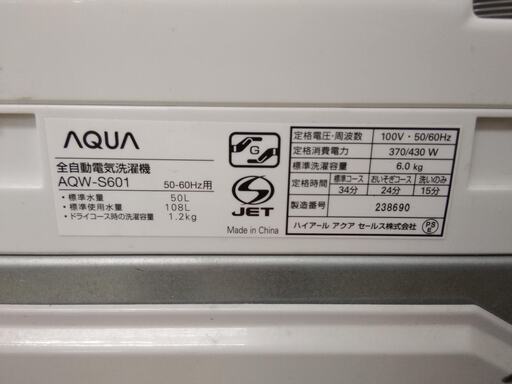 AQUA
全自動電気洗濯機
AQW-S601 50-60Hz用
・標準水量 50L
・標準使用水量 108L
・ドライコース時の洗濯容量 1.2kg
G
JET
Made in China
定格電圧・周波数 100V・50/60Hz
定格消費電力 370/430 W
標準洗濯容量 6.0 kg
定格時間 標準コース おいそぎコース 洗いのみ
34分 24分 15分
製造番号 238690
ハイアール アクア セールス株式会社
PS
E